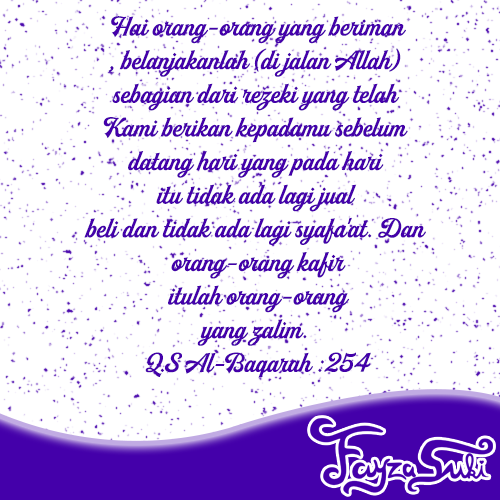 Hai orang-orang yang beriman
, belanjakanlah (di jalan Allah)
sebagian dari rezeki yang telah
Kami berikan kepadamu sebelum
datang hari yang pada hari
itu tidak ada lagi jual
beli dan tidak ada lagi syafa'at. Dan
orang-orang kafir
itulah orang-orang
yang zalim.
Q.S Al-Baqarah :254
Fayza Suki